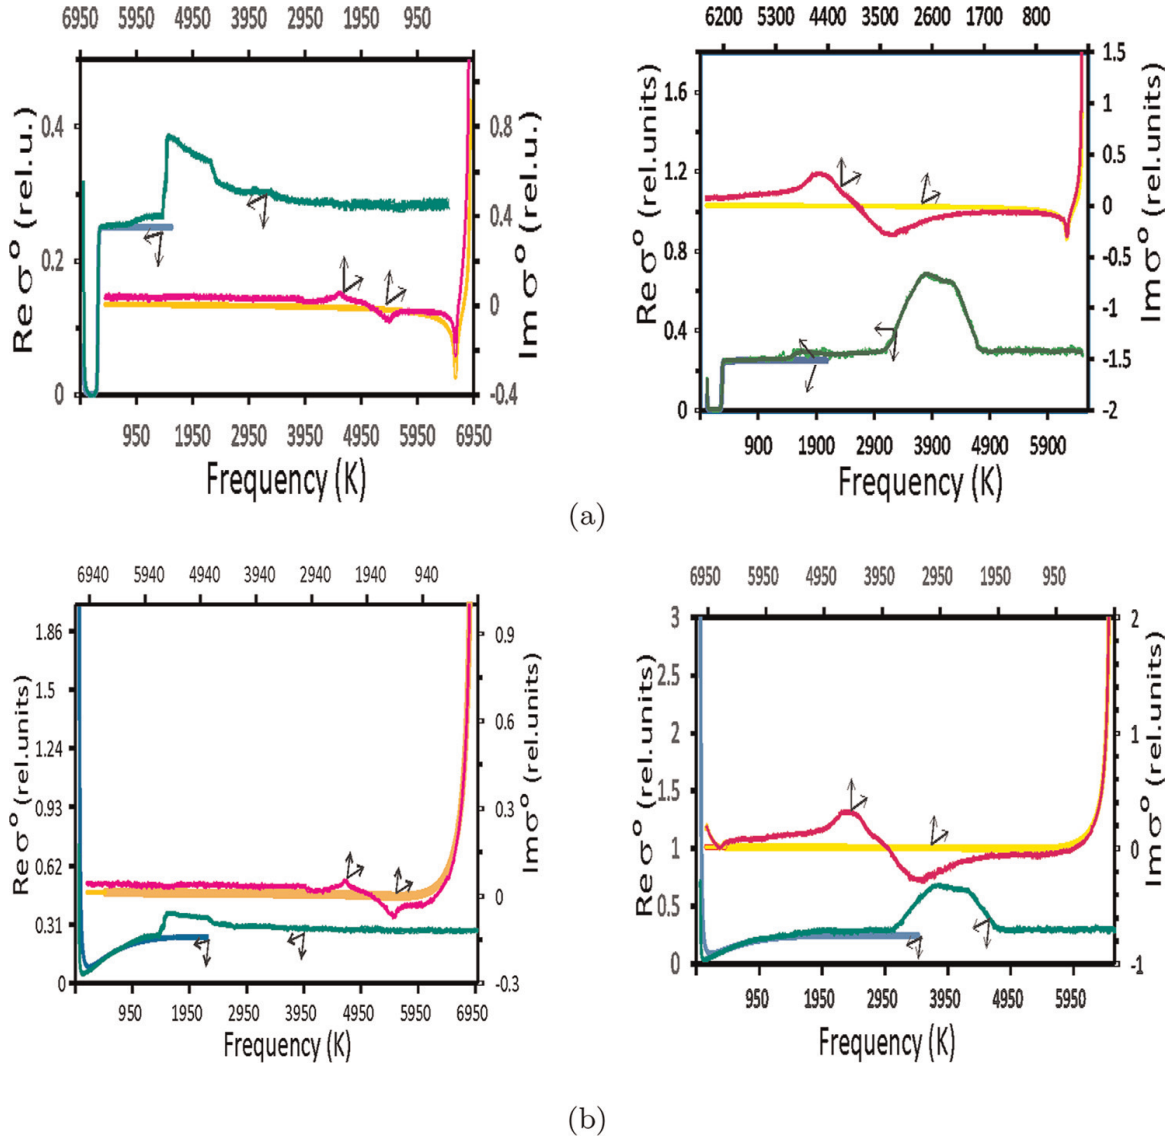 6950 5950 4950 3950 2950 1950 950
Re σ° (rel.u.)
0.4
0.2
0
0.8
0.4
0
-0.4
Im σ° (rel.u.)
950 1950 2950 3950 4950 5950 6950
Frequency (K)
6200 5300 4400 3500 2600 1700 800
Re σ° (rel.units)
1.6
1.2
0.8
0.4
0
1.5
1
0.5
0
-0.5
-1
-1.5
-2
Im σ° (rel.units)
900 1900 2900 3900 4900 5900
Frequency (K)
(a)
6940 5940 4940 3940 2940 1940 940
Re σ° (rel.units)
1.86
1.5
1.24
0.93
0.62
0.31
0
0.9
0.6
0.3
0
-0.3
Imσ° (rel.units)
950 1950 2950 3950 4950 5950 6950
Frequency (K)
6950 5950 4950 3950 2950 1950 950
Re σ° (rel.units)
3
2.5
2
1.5
1
0.5
0
2
1
0
-1
Im σ° (rel.units)
950 1950 2950 3950 4950 5950
Frequency (K)
(b)